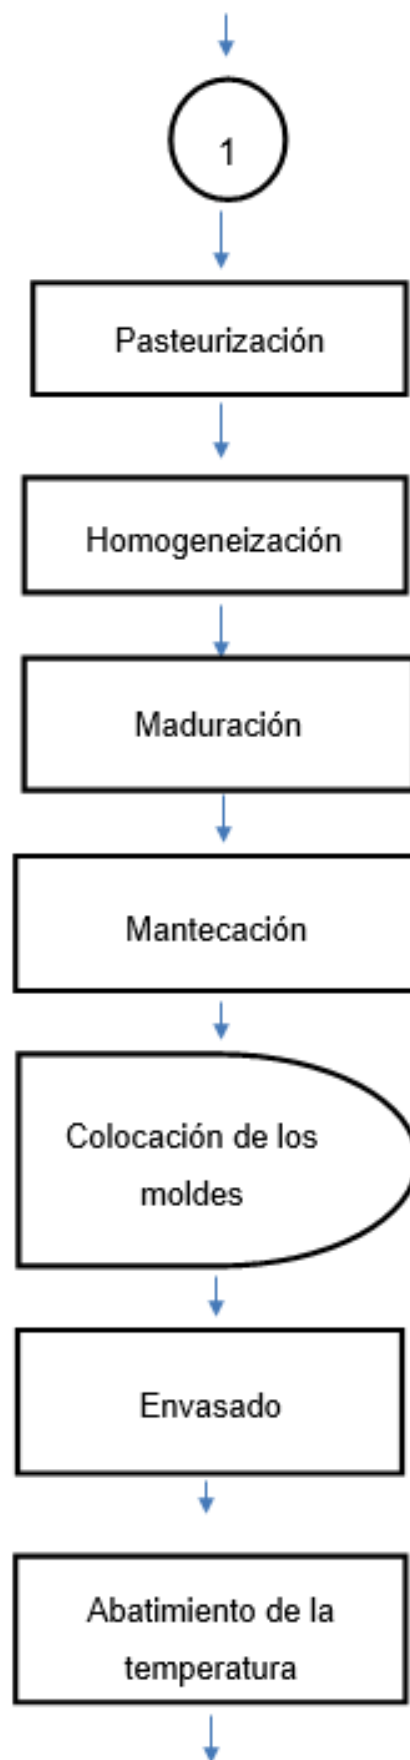 1
Pasteurización
Homogeneización
Maduración
Mantecación
Colocación de los
moldes
Envasado
Abatimiento de la
temperatura